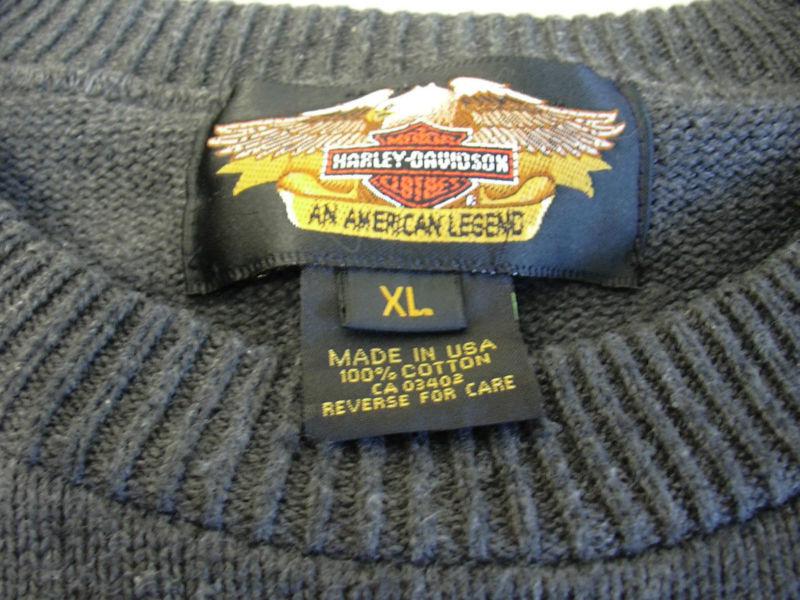 MOTOR
HARLEY-DAVIDSON
CYCLES
®
AN AMERICAN LEGEND
XL
MADE IN USA
100% COTTON
CA 03402
REVERSE FOR CARE